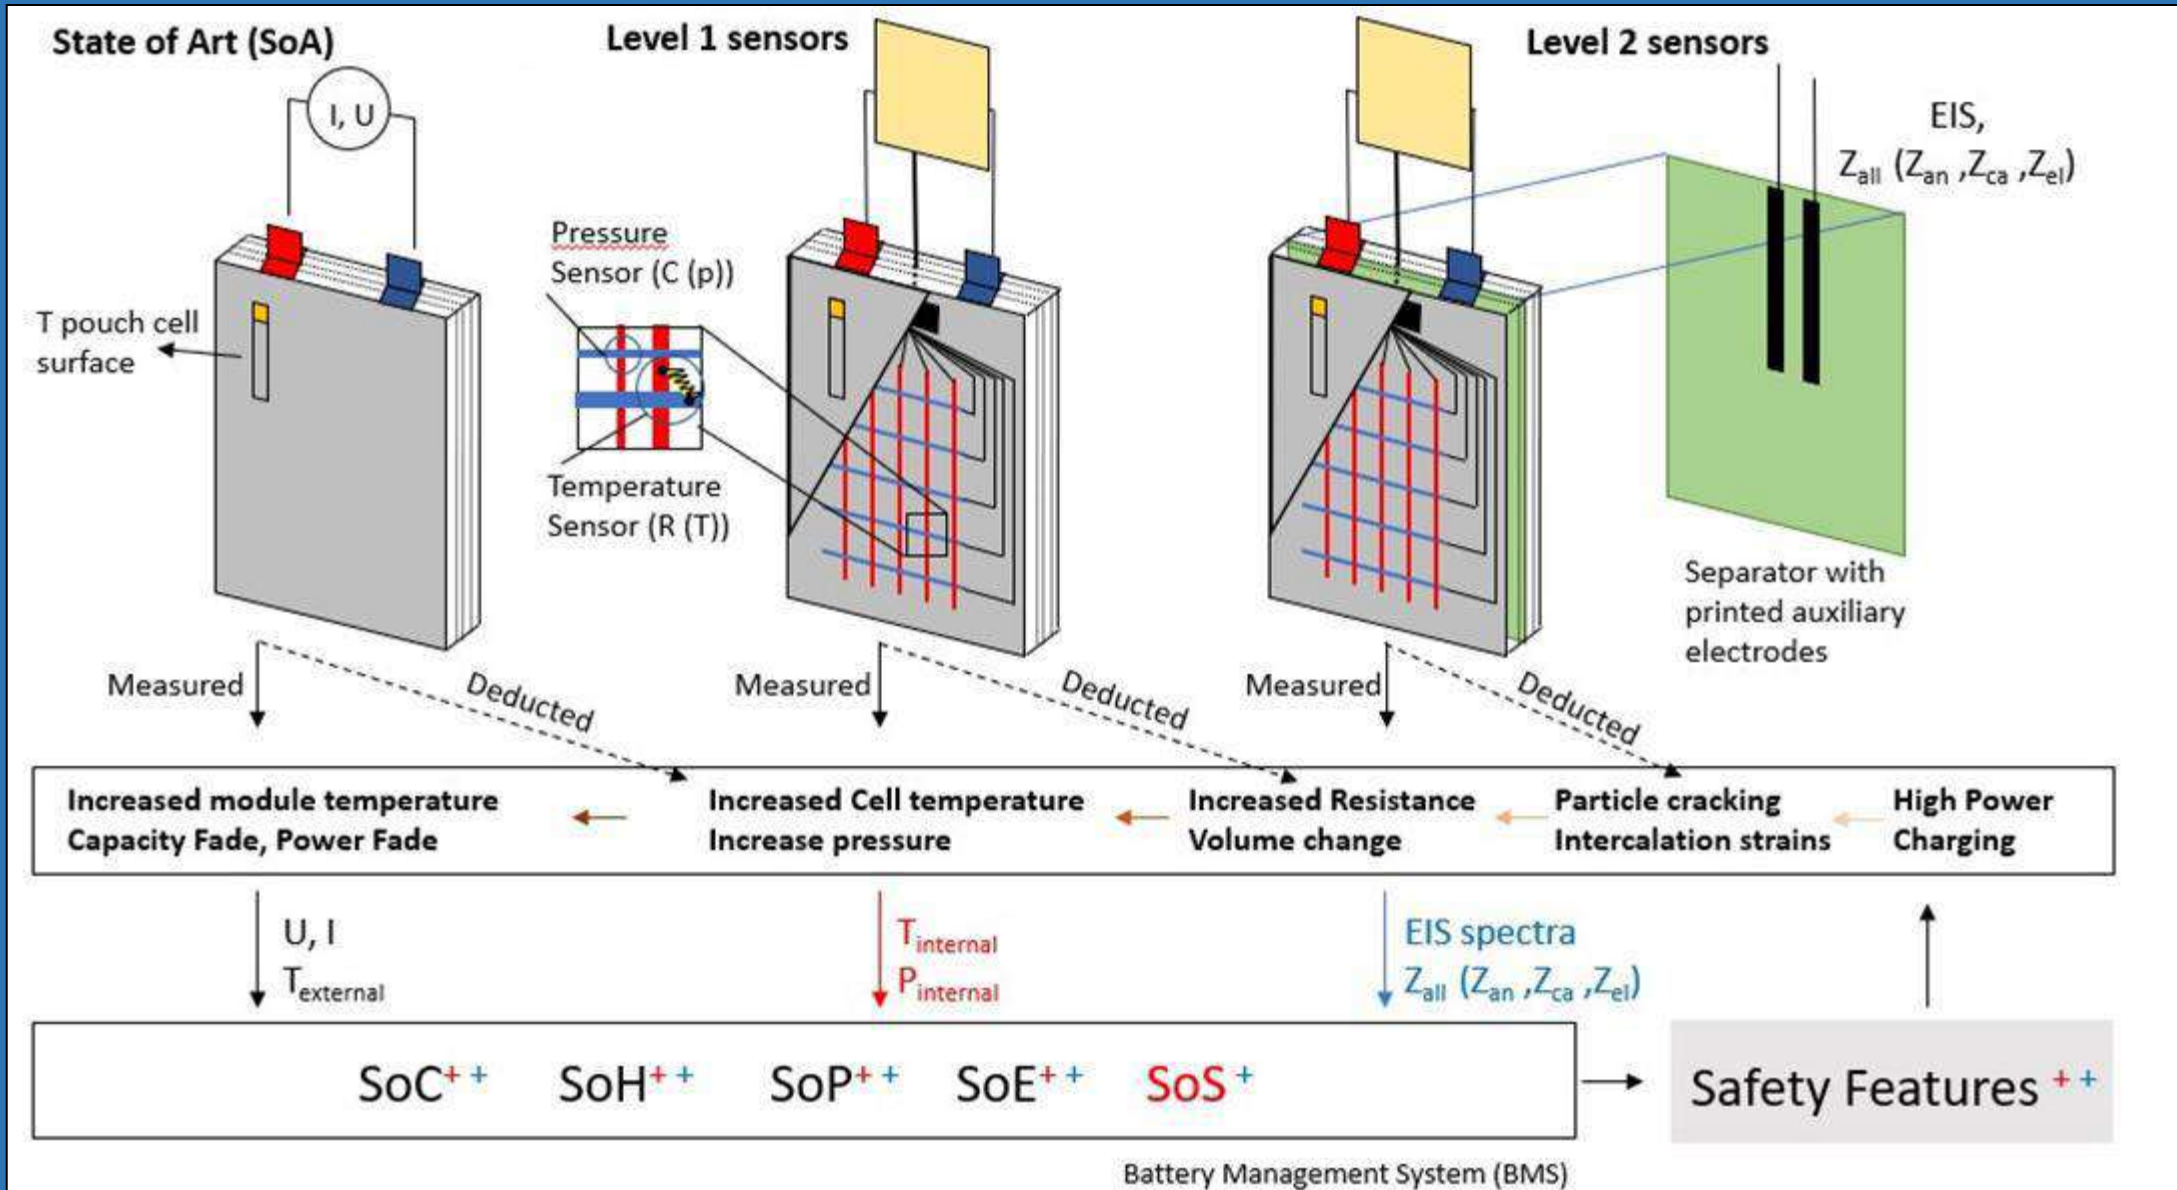 State of Art (SoA)
I, U
T pouch cell
surface
Level 1 sensors
Pressure
Sensor (C (p))
Temperature
Sensor (R (T))
Level 2 sensors
EIS,
Zall (Zan ,Zca ,Zel)
Separator with
printed auxiliary
electrodes
Measured
Deducted
Measured
Deducted
Measured
Deducted
Increased module temperature
Capacity Fade, Power Fade
Increased Cell temperature
Increase pressure
Increased Resistance
Volume change
Particle cracking
Intercalation strains
High Power
Charging
U, I
Texternal
Tinternal
Pinternal
EIS spectra
Zall (Zan ,Zca ,Zel)
SoC++ SoH++ SoP++ SoE++ SoS+
Safety Features ++
Battery Management System (BMS)